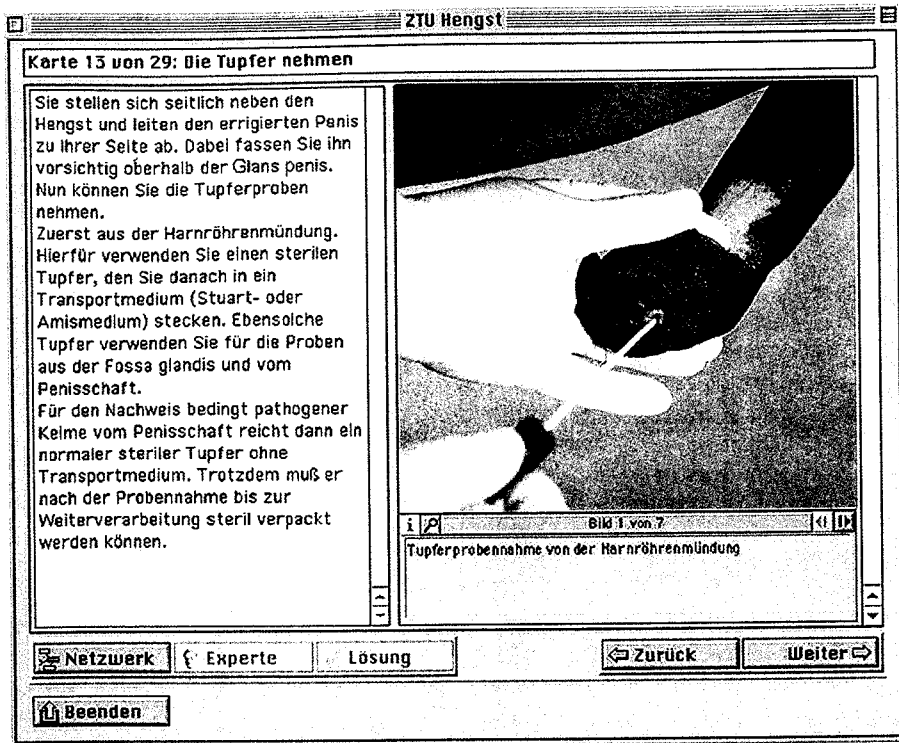 ZTU Hengst
Karte 13 von 29: Die Tupfer nehmen
Sie stellen sich seitlich neben den
Hengst und leiten den errigierten Penis
zu Ihrer Seite ab. Dabei fassen Sie ihn
vorsichtig oberhalb der Glans penis.
Nun können Sie die Tupferproben
nehmen.
Zuerst aus der Harnröhrenmündung.
Hierfür verwenden Sie einen sterilen
Tupfer, den Sie danach in ein
Transportmedium (Stuart- oder
Amismedium) stecken. Ebensolche
Tupfer verwenden Sie für die Proben
aus der Fossa glandis und vom
Penisschaft.
Für den Nachweis bedingt pathogener
Keime vom Penisschaft reicht dann ein
normaler steriler Tupfer ohne
Transportmedium. Trotzdem muß er
nach der Probennahme bis zur
Weiterverarbeitung steril verpackt
werden können.
i Bild 1 von 7
Tupferprobennahme von der Harnröhrenmündung
Netzwerk Experte Lösung Zurück Weiter
Beenden